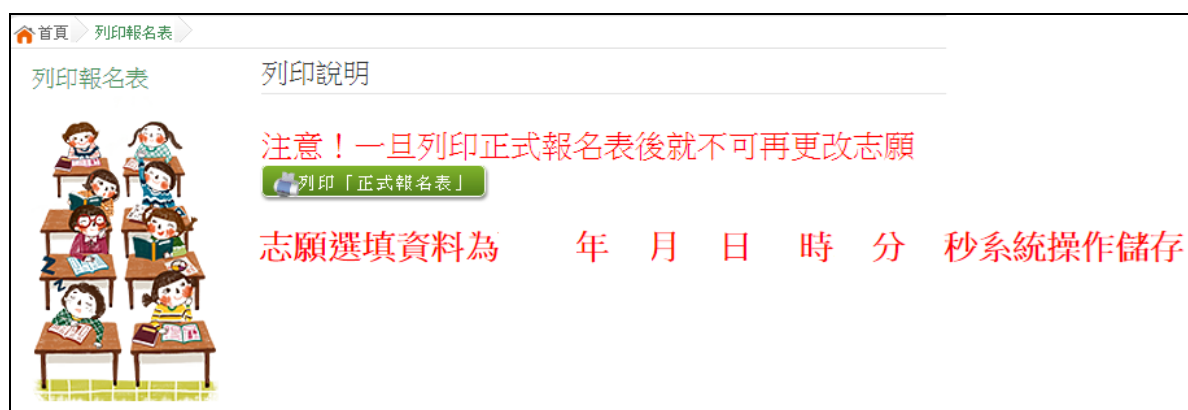 首頁 列印報名表
列印報名表
列印說明
注意！一旦列印正式報名表後就不可再更改志願
列印「正式報名表」
志願選填資料為 年 月 日 時 分 秒系統操作儲存